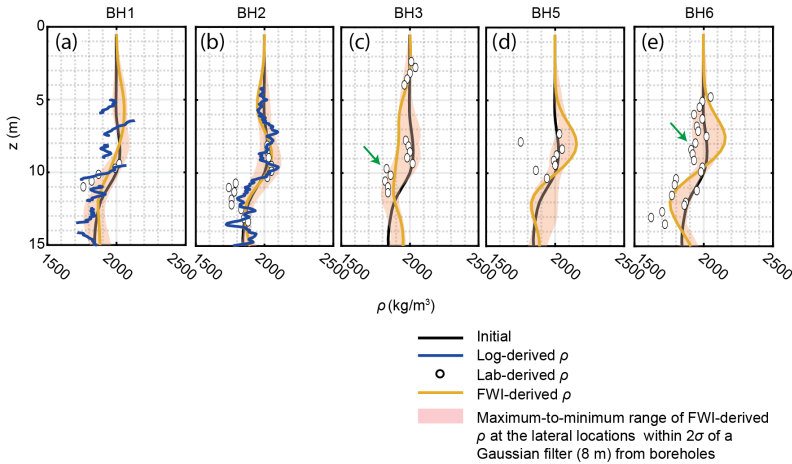 BH1 BH2 BH3 BH5 BH6
(a) (b) (c) (d) (e)
0
5
10
15
z (m)
1500 2000 2500 1500 2000 2500 1500 2000 2500 1500 2000 2500 1500 2000 2500
ρ (kg/m³)
Initial
Log-derived ρ
Lab-derived ρ
FWI-derived ρ
Maximum-to-minimum range of FWI-derived
ρ at the lateral locations within 2σ of a
Gaussian filter (8 m) from boreholes